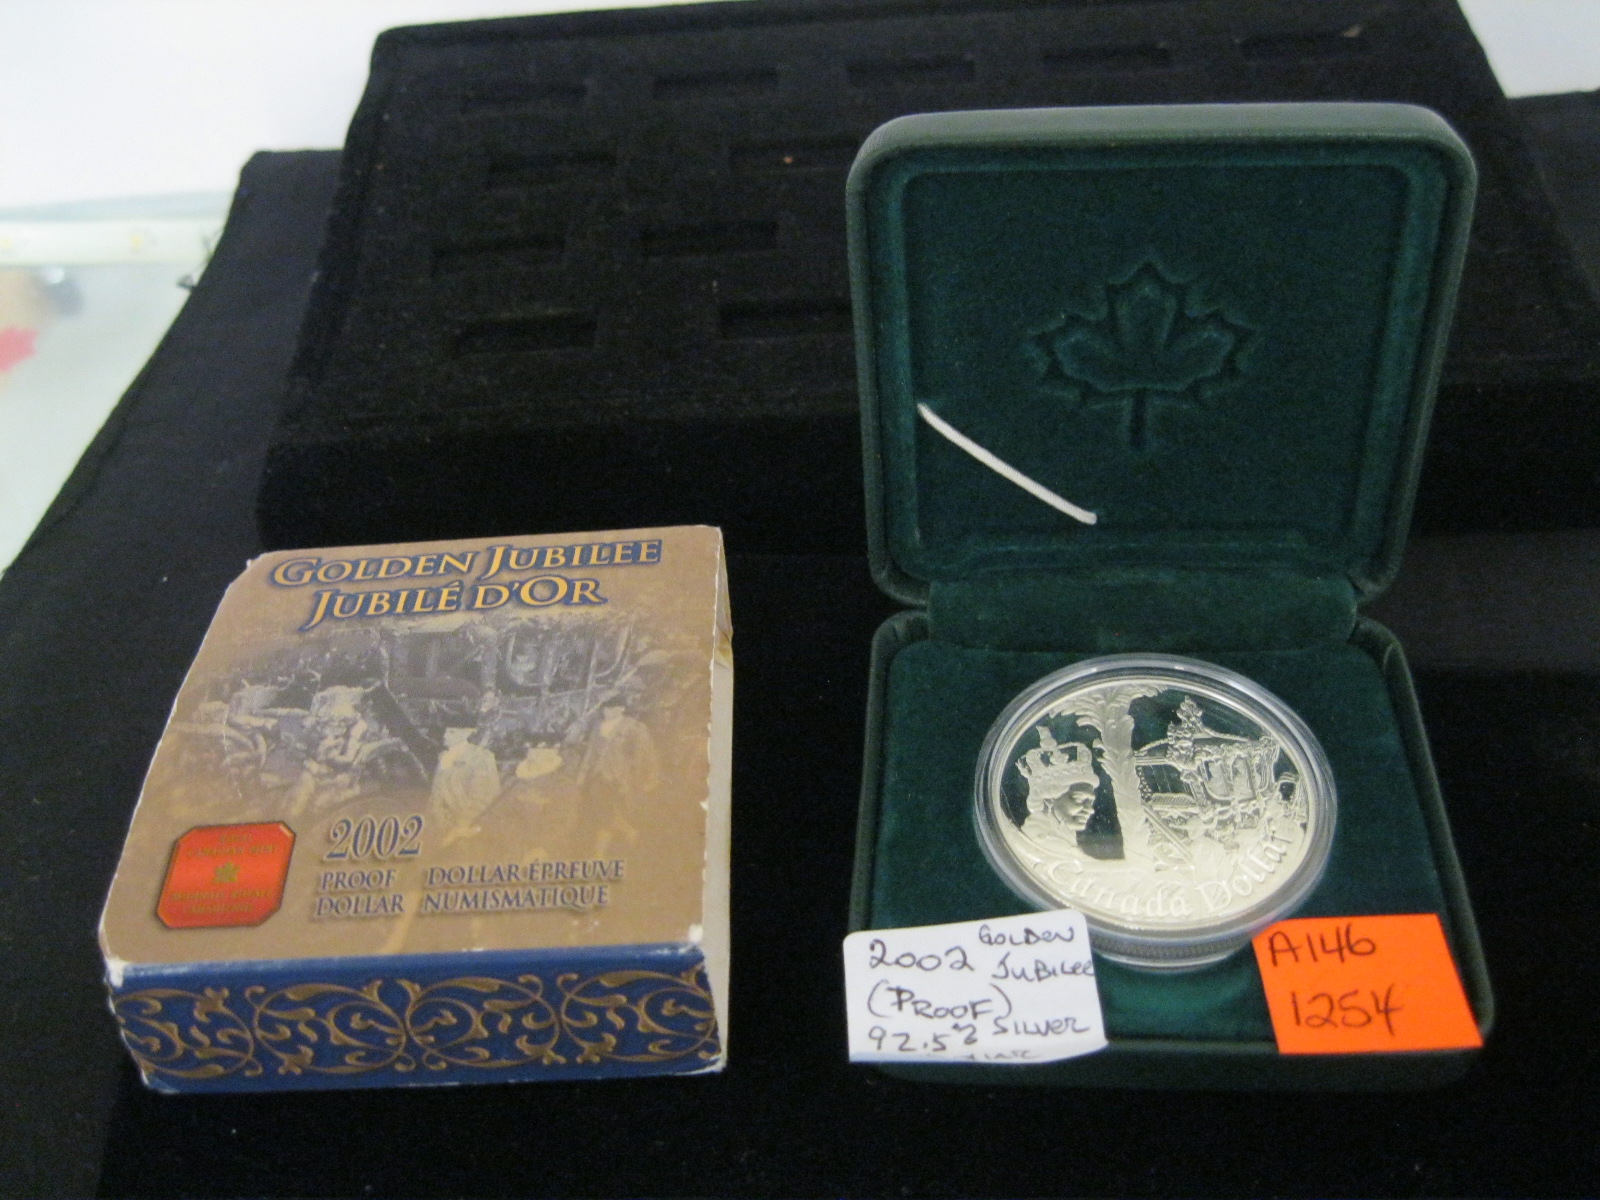 GOLDEN JUBILEE
JUBILÉ D'OR
2002
PROOF DOLLAR ÉPREUVE
DOLLAR NUMISMATIQUE
Canada Dollar
2002 GOLDEN
JUBILEE
(PROOF)
92.5% SILVER
A146
1254